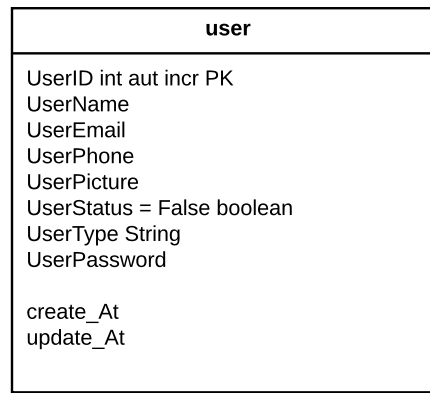 user
UserID int aut incr PK
UserName
UserEmail
UserPhone
UserPicture
UserStatus = False boolean
UserType String
UserPassword
create_At
update_At